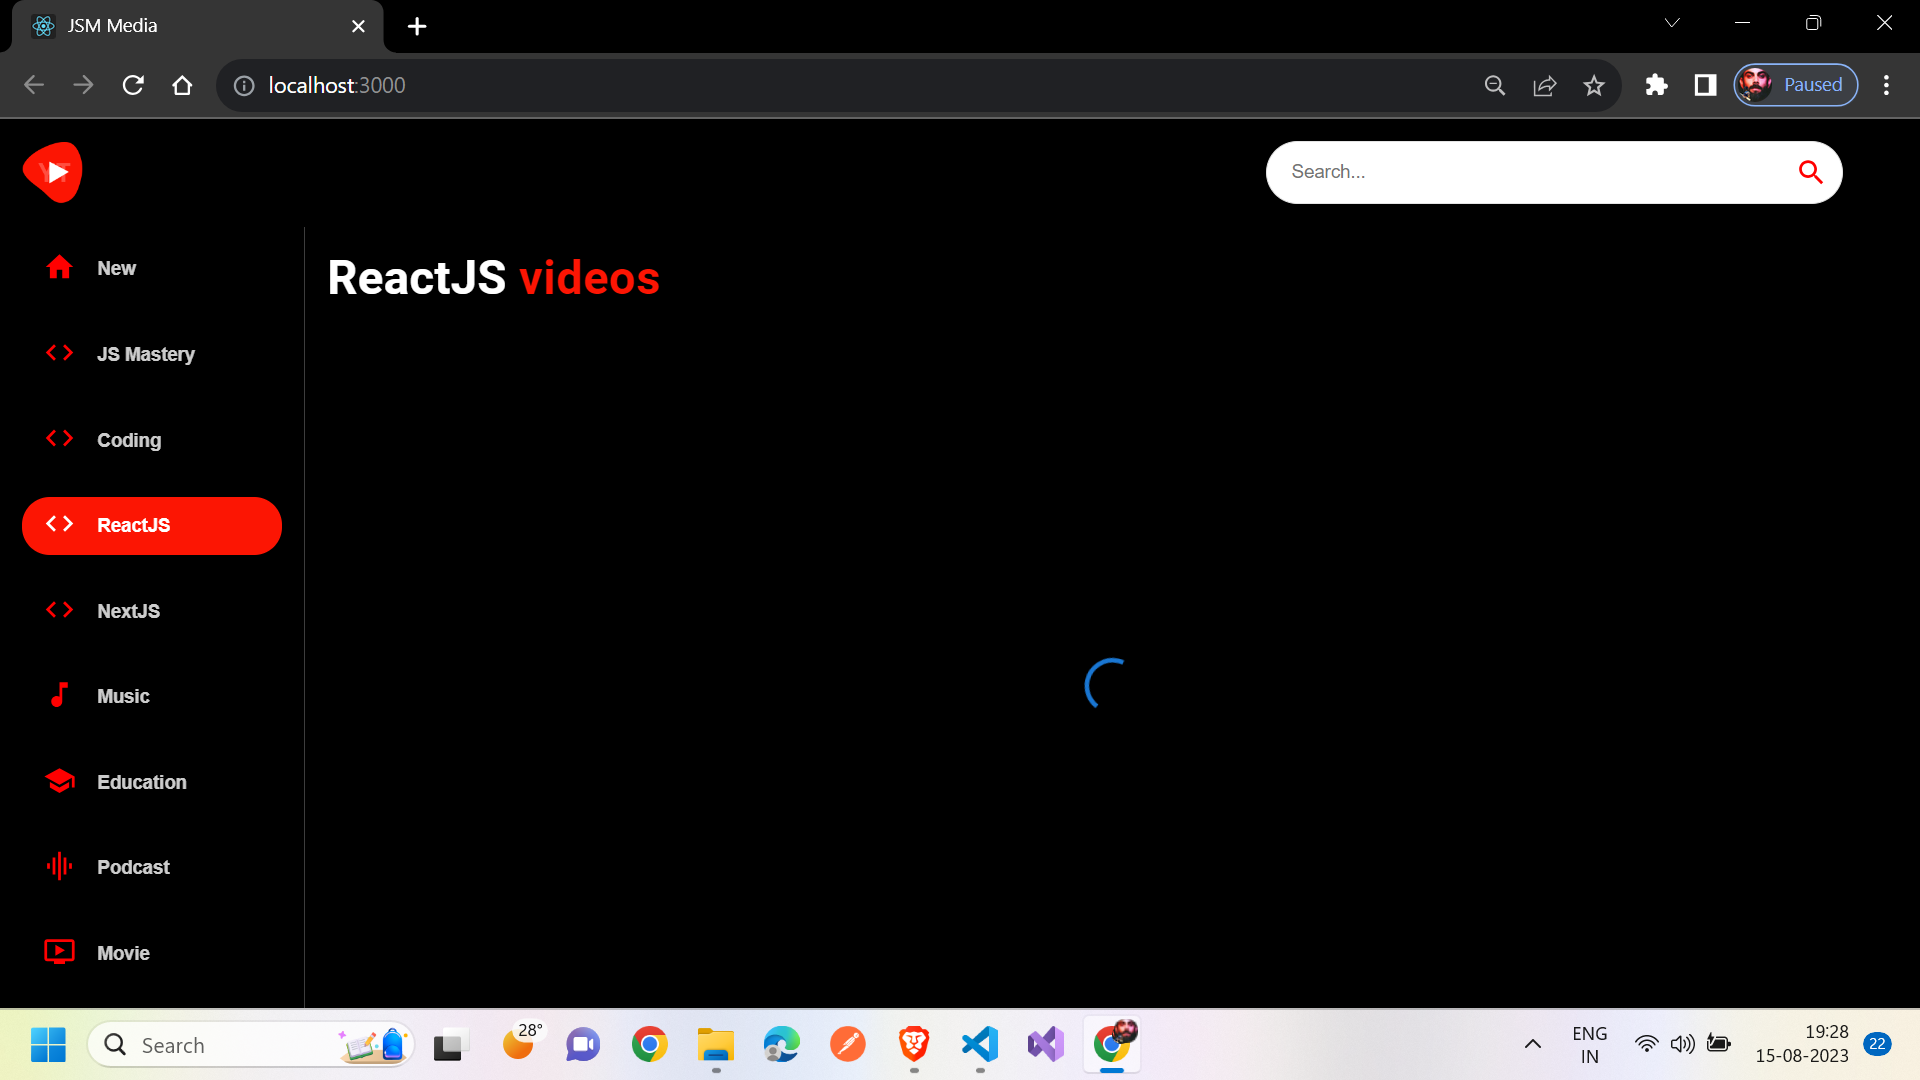 JSM Media
localhost:3000
Paused
YT
Search...
New
ReactJS videos
JS Mastery
Coding
ReactJS
NextJS
Music
Education
Podcast
Movie
Search
28°
ENG
IN
19:28
15-08-2023
22